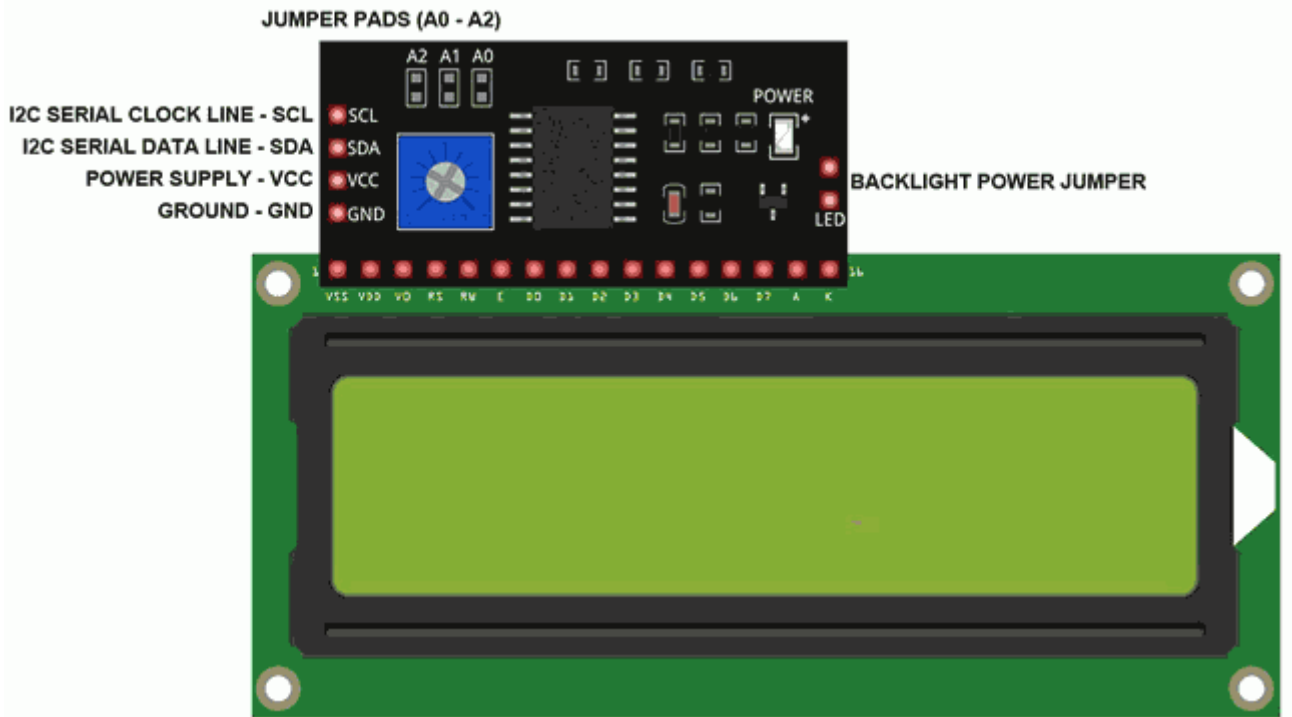 JUMPER PADS (A0 - A2)
A2 A1 A0
POWER
I2C SERIAL CLOCK LINE - SCL
SCL
I2C SERIAL DATA LINE - SDA
SDA
POWER SUPPLY - VCC
VCC
BACKLIGHT POWER JUMPER
GROUND - GND
GND
LED
1
16
VSS VDD VO RS RW E D0 D1 D2 D3 D4 D5 D6 D7 A K